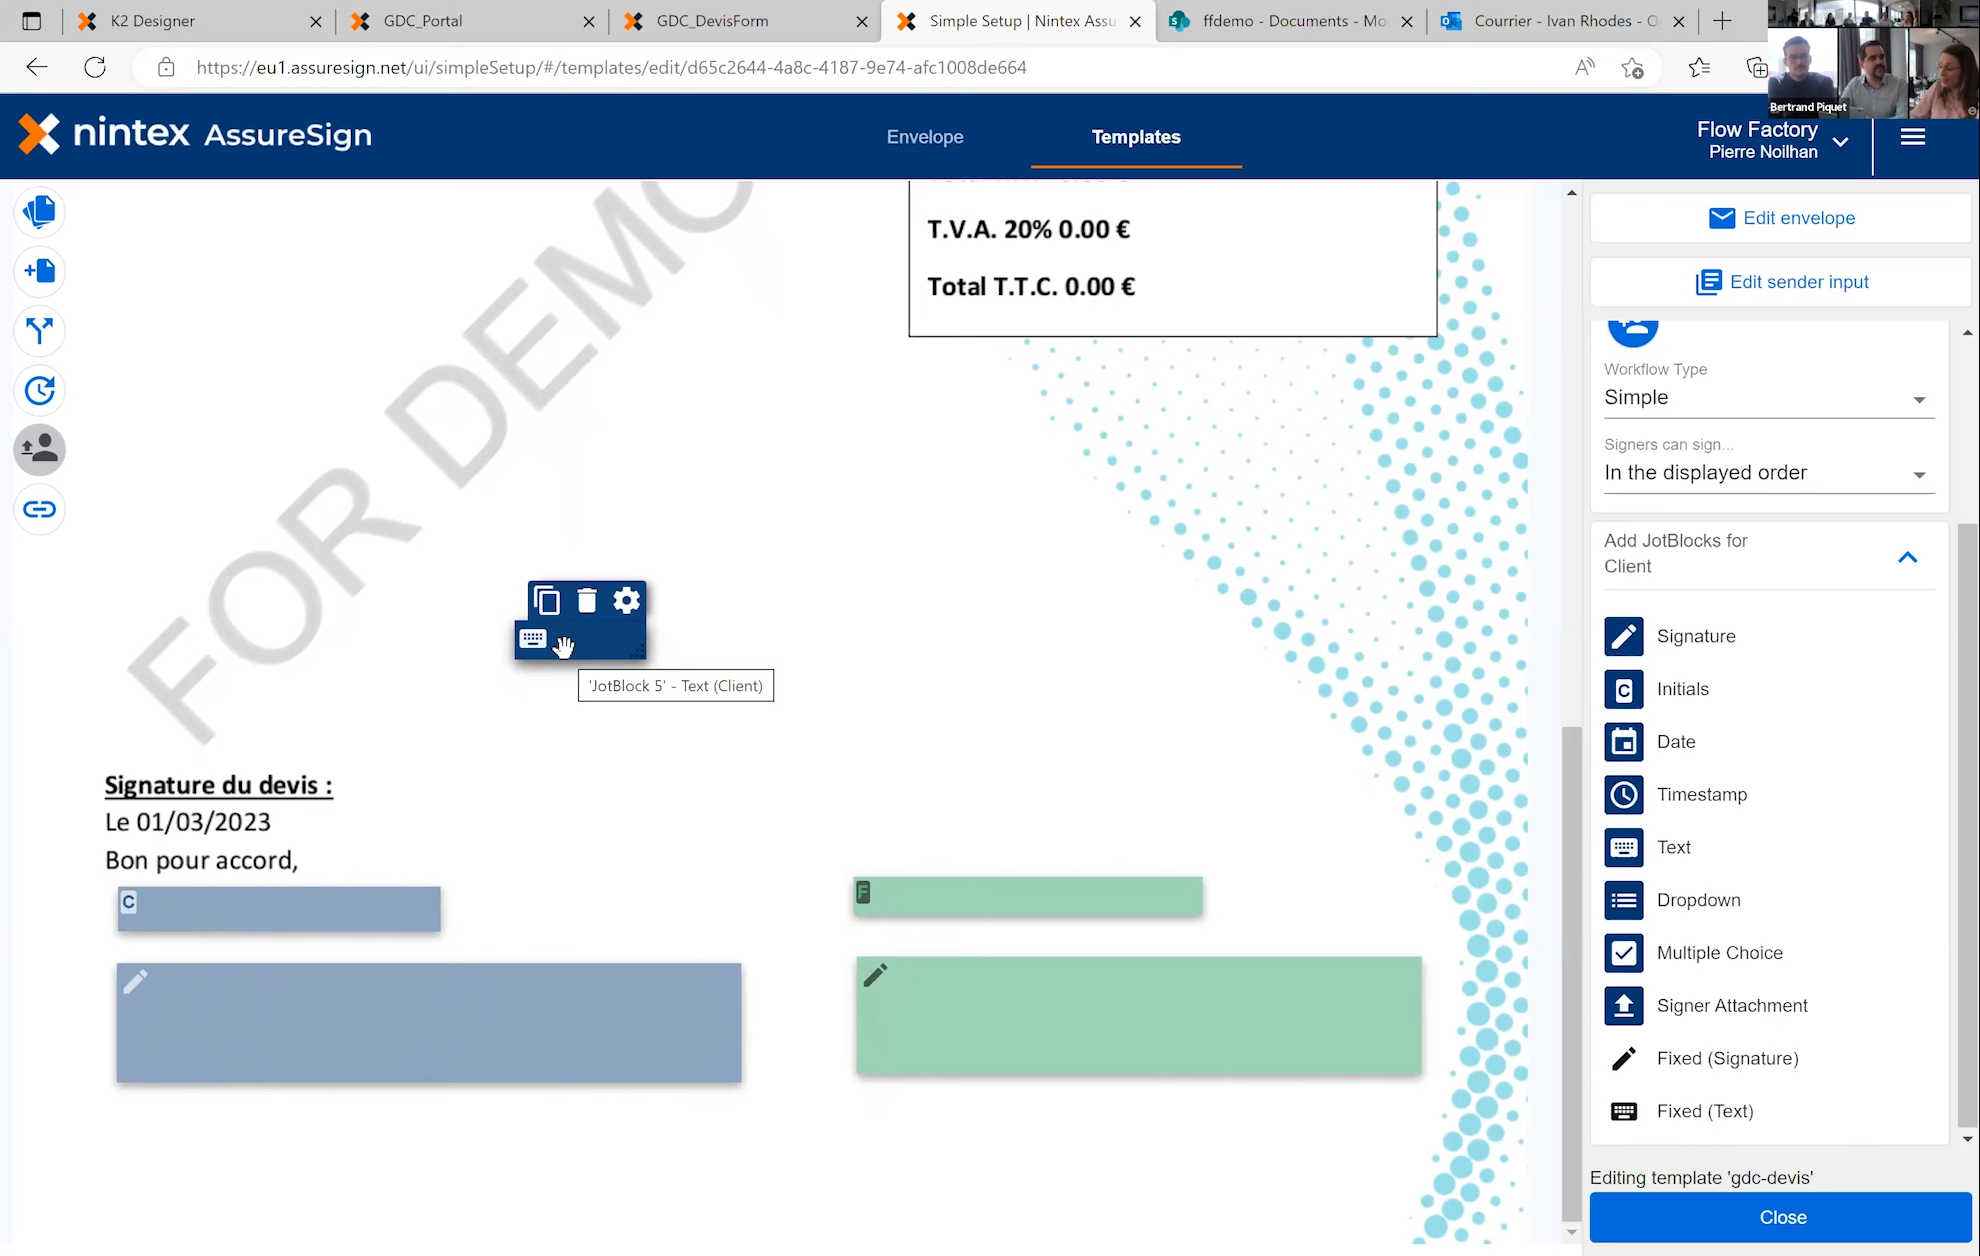 K2 Designer
GDC_Portal
GDC_DevisForm
Simple Setup | Nintex Assu
ffdemo - Documents - Mo
Courrier - Ivan Rhodes - O
https://eu1.assuresign.net/ui/simpleSetup/#/templates/edit/d65c2644-4a8c-4187-9e74-afc1008de664
Bertrand Piquet
nintex AssureSign
Envelope
Templates
Flow Factory
Pierre Noilhan
T.V.A. 20% 0.00 €
Total T.T.C. 0.00 €
FOR DEMO
'JotBlock 5' - Text (Client)
Signature du devis :
Le 01/03/2023
Bon pour accord,
C
F
Edit envelope
Edit sender input
Workflow Type
Simple
Signers can sign...
In the displayed order
Add JotBlocks for
Client
Signature
C
Initials
Date
Timestamp
Text
Dropdown
Multiple Choice
Signer Attachment
Fixed (Signature)
Fixed (Text)
Editing template 'gdc-devis'
Close